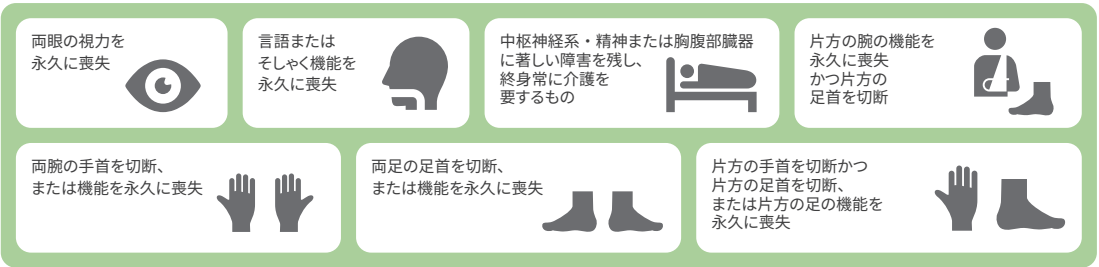 両眼の視力を
永久に喪失
言語または
そしゃく機能を
永久に喪失
中枢神経系・精神または胸腹部臓器
に著しい障害を残し、
終身常に介護を
要するもの
片方の腕の機能を
永久に喪失
かつ片方の
足首を切断
両腕の手首を切断、
または機能を永久に喪失
両足の足首を切断、
または機能を永久に喪失
片方の手首を切断かつ
片方の足首を切断、
または片方の足の機能を
永久に喪失